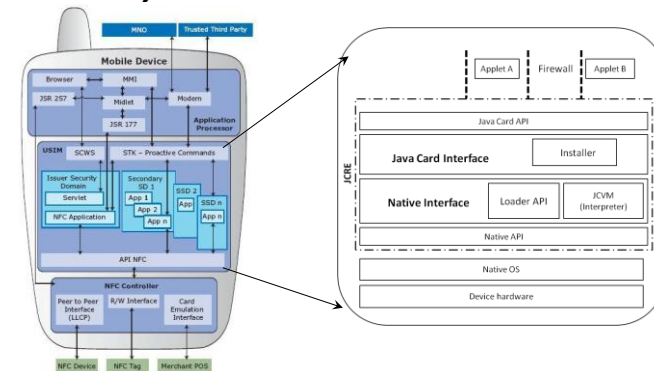 MNO
Trusted Third Party
Mobile Device
Browser
MMI
JSR 257
Midlet
Modem
JSR 177
Application
Processor
USIM
SCWS
STK – Proactive Commands
Issuer Security
Domain
Servlet
NFC Application
Secondary
SD 1
App 1
App 2
App n
SSD 2
App
SSD n
App n
API NFC
NFC Controller
Peer to Peer
Interface
(LLCP)
R/W Interface
Card
Emulation
Interface
NFC Device
NFC Tag
Merchant POS
Applet A
Firewall
Applet B
JCRE
Java Card API
Java Card Interface
Installer
Native Interface
Loader API
JCVM
(Interpreter)
Native API
Native OS
Device hardware